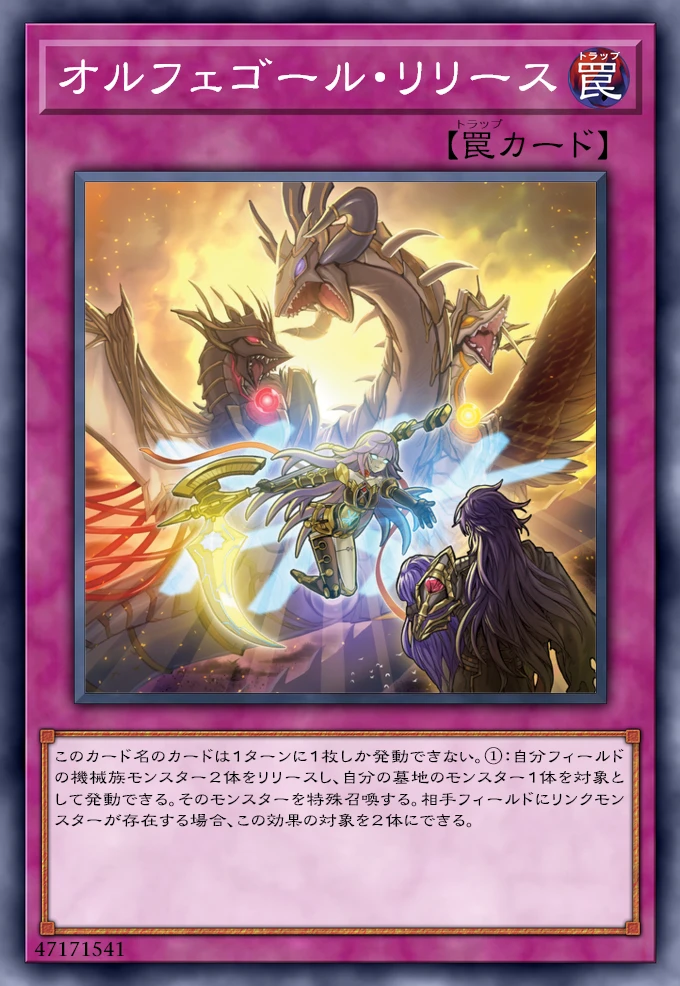 オルフェゴール・リリース
トラップ
罠
トラップ
【罠カード】
このカード名のカードは1ターンに1枚しか発動できない。①:自分フィールド
の機械族モンスター2体をリリースし、自分の墓地のモンスター1体を対象と
して発動できる。そのモンスターを特殊召喚する。相手フィールドにリンクモン
スターが存在する場合、この効果の対象を2体にできる。
47171541